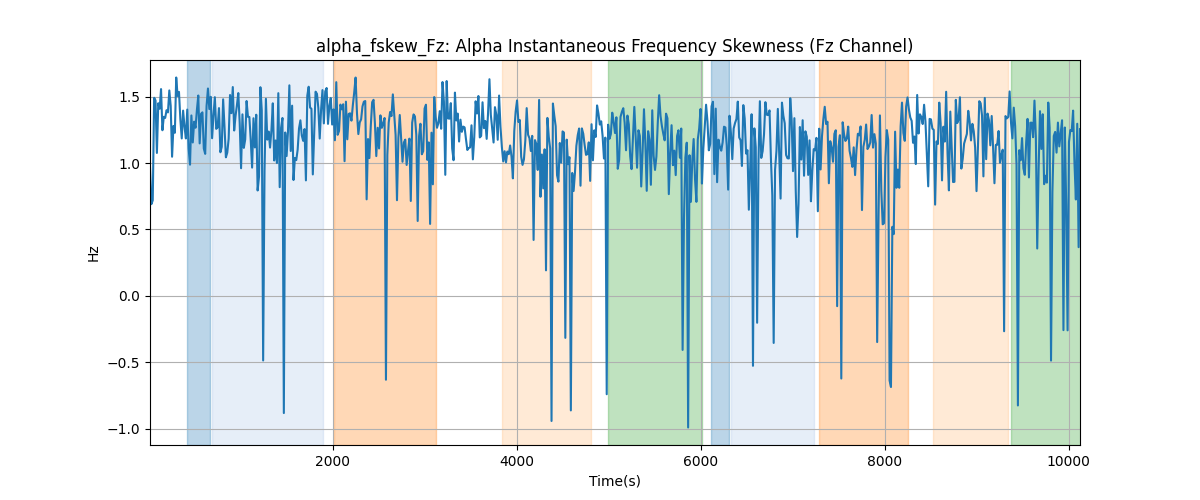 alpha_fskew_Fz: Alpha Instantaneous Frequency Skewness (Fz Channel)
Hz
1.5
1.0
0.5
0.0
−0.5
−1.0
2000 4000 6000 8000 10000
Time(s)